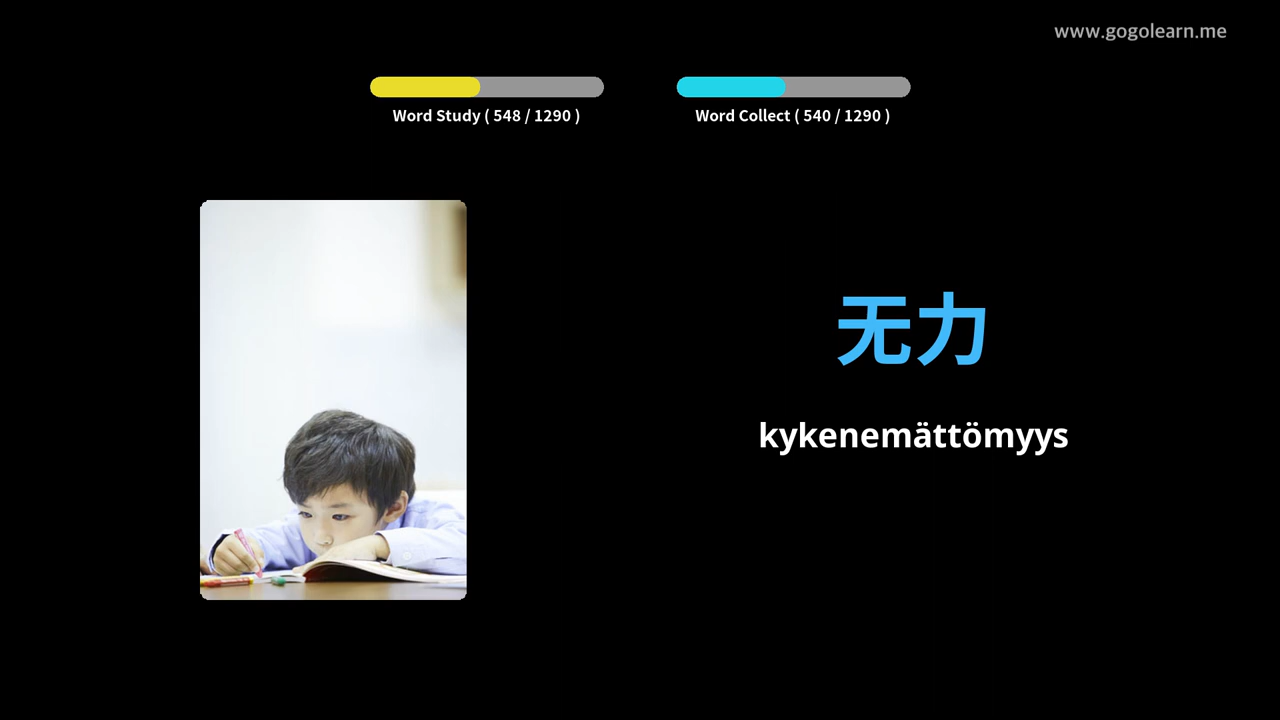 www.gogolearn.me
Word Study ( 548 / 1290 )
Word Collect ( 540 / 1290 )
无力
kykenemättömyys